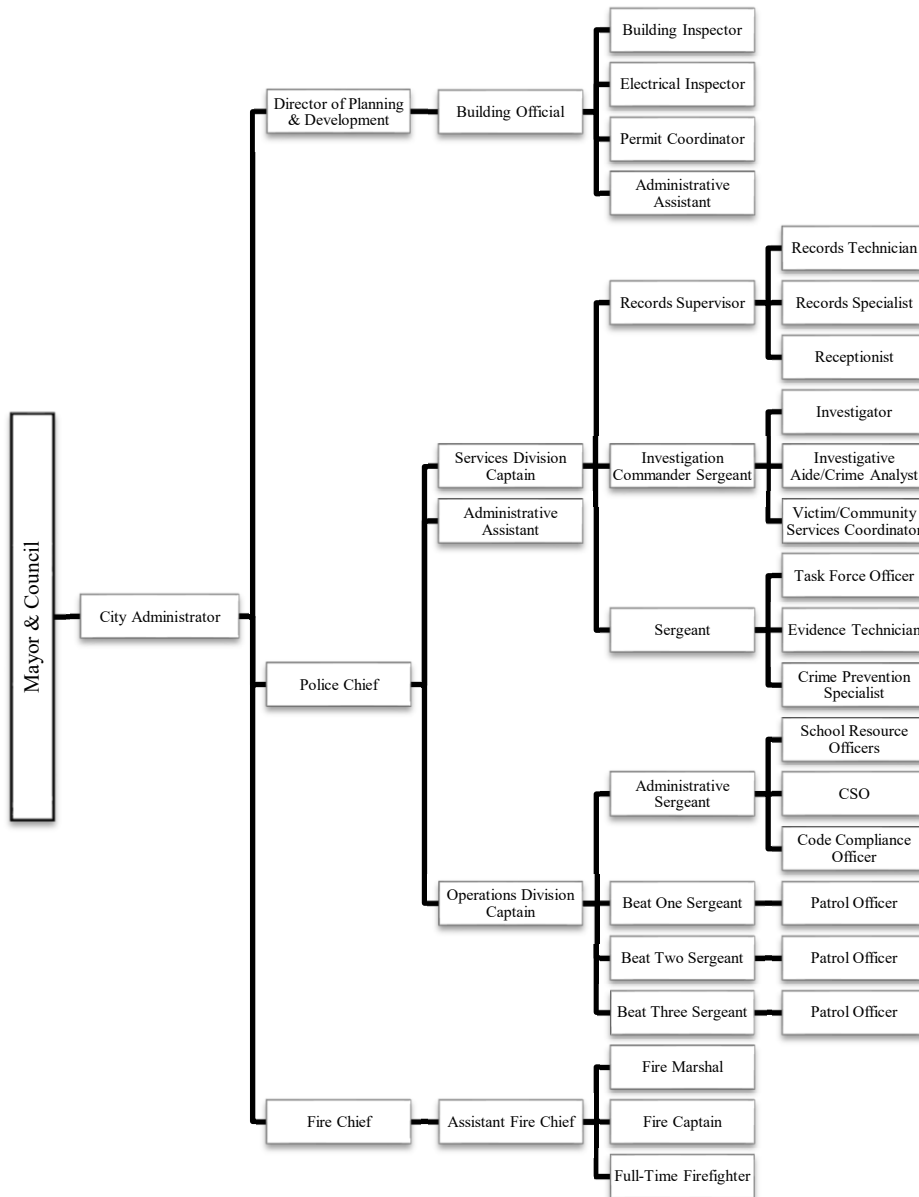 Mayor & Council
City Administrator
Director of Planning
& Development
Building Official
Building Inspector
Electrical Inspector
Permit Coordinator
Administrative
Assistant
Police Chief
Services Division
Captain
Records Supervisor
Records Technician
Records Specialist
Receptionist
Investigation
Commander Sergeant
Investigator
Investigative
Aide/Crime Analyst
Victim/Community
Services Coordinator
Sergeant
Task Force Officer
Evidence Technician
Crime Prevention
Specialist
Administrative
Assistant
Operations Division
Captain
Administrative
Sergeant
School Resource
Officers
CSO
Code Compliance
Officer
Beat One Sergeant
Patrol Officer
Beat Two Sergeant
Patrol Officer
Beat Three Sergeant
Patrol Officer
Fire Chief
Assistant Fire Chief
Fire Marshal
Fire Captain
Full-Time Firefighter